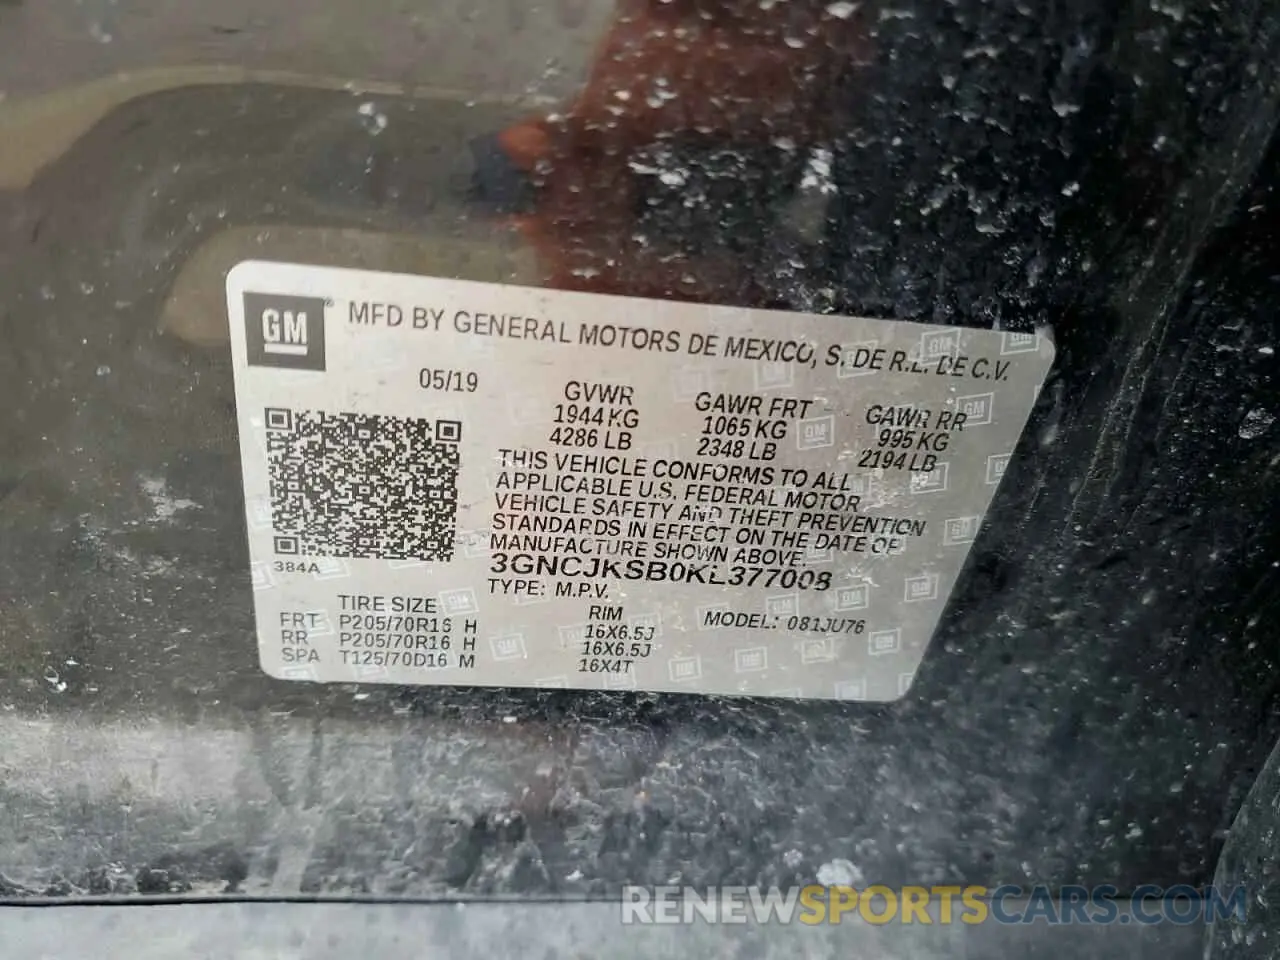 GM® MFD BY GENERAL MOTORS DE MEXICO, S. DE R.L. DE C.V.
05/19
GVWR GAWR FRT GAWR RR
1944 KG 1065 KG 995 KG
4286 LB 2348 LB 2194 LB
THIS VEHICLE CONFORMS TO ALL
APPLICABLE U.S. FEDERAL MOTOR
VEHICLE SAFETY AND THEFT PREVENTION
STANDARDS IN EFFECT ON THE DATE OF
MANUFACTURE SHOWN ABOVE.
384A
3GNCJKSB0KL377008
TYPE: M.P.V.
TIRE SIZE RIM MODEL: 081JU76
FRT P205/70R16 H 16X6.5J
RR P205/70R16 H 16X6.5J
SPA T125/70D16 M 16X4T
RENEWSPORTSCARS.COM